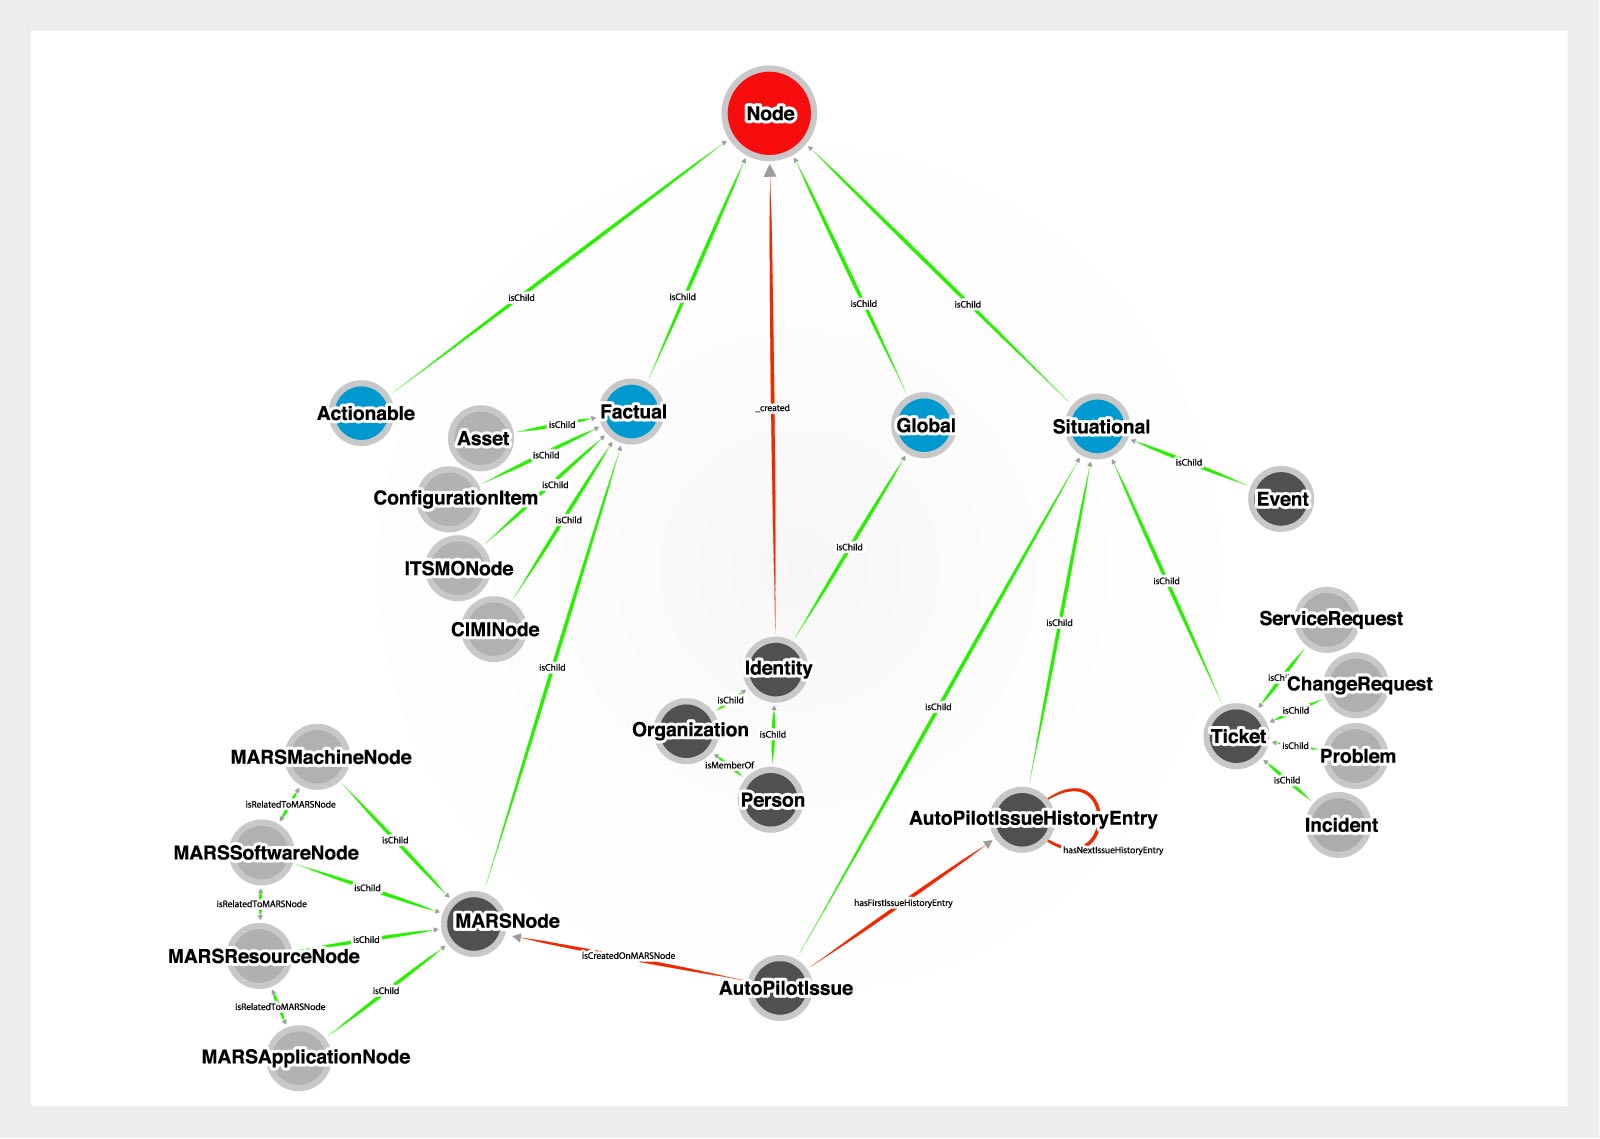 Node
isChild
isChild
isChild
isChild
_created
Actionable
Factual
Global
Situational
Asset
isChild
isChild
isChild
isChild
ConfigurationItem
ITSMONode
CIMINode
isChild
Event
isChild
isChild
isChild
isChild
ServiceRequest
ChangeRequest
isChild
Problem
isChild
Incident
isChild
Ticket
isChild
Identity
isChild
Organization
isChild
isMemberOf
Person
MARSMachineNode
isRelatedToMARSNode
isChild
MARSSoftwareNode
isChild
isRelatedToMARSNode
isChild
MARSResourceNode
isChild
isRelatedToMARSNode
MARSApplicationNode
MARSNode
isCreatedOnMARSNode
AutoPilotIssue
hasFirstIssueHistoryEntry
AutoPilotIssueHistoryEntry
hasNextIssueHistoryEntry